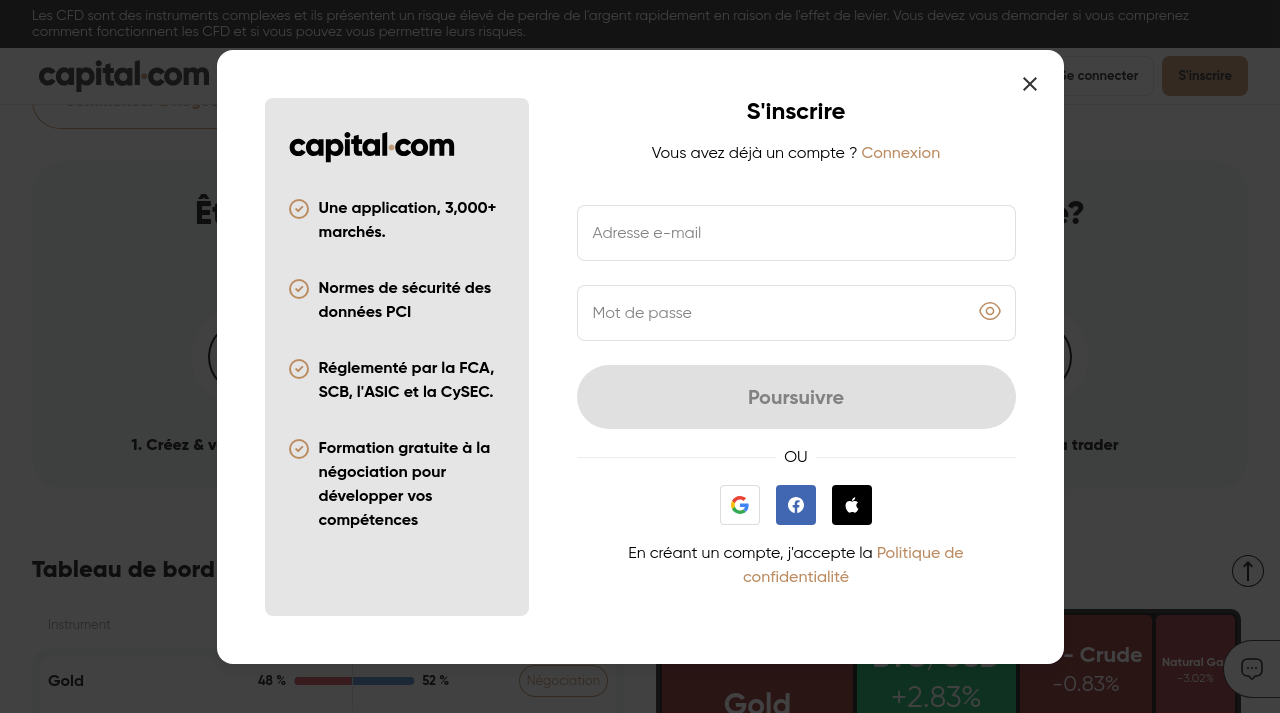 Les CFD sont des instruments complexes et ils présentent un risque élevé de perdre de l'argent rapidement en raison de l'effet de levier. Vous devez vous demander si vous comprenez
comment fonctionnent les CFD et si vous pouvez vous permettre leurs risques.
capital.com
Se connecter
S'inscrire
S'inscrire
Vous avez déjà un compte ? Connexion
capital.com
Une application, 3,000+
marchés.
Normes de sécurité des
données PCI
Réglementé par la FCA,
SCB, l'ASIC et la CySEC.
Formation gratuite à la
négociation pour
développer vos
compétences
Adresse e-mail
Mot de passe
Poursuivre
OU
En créant un compte, j'accepte la Politique de
confidentialité
1. Créez & v
trader
Tableau de bord
Instrument
Gold
48 %
52 %
Négociation
Gold
+2.83%
- Crude
-0.83%
Natural Ga
-3.02%